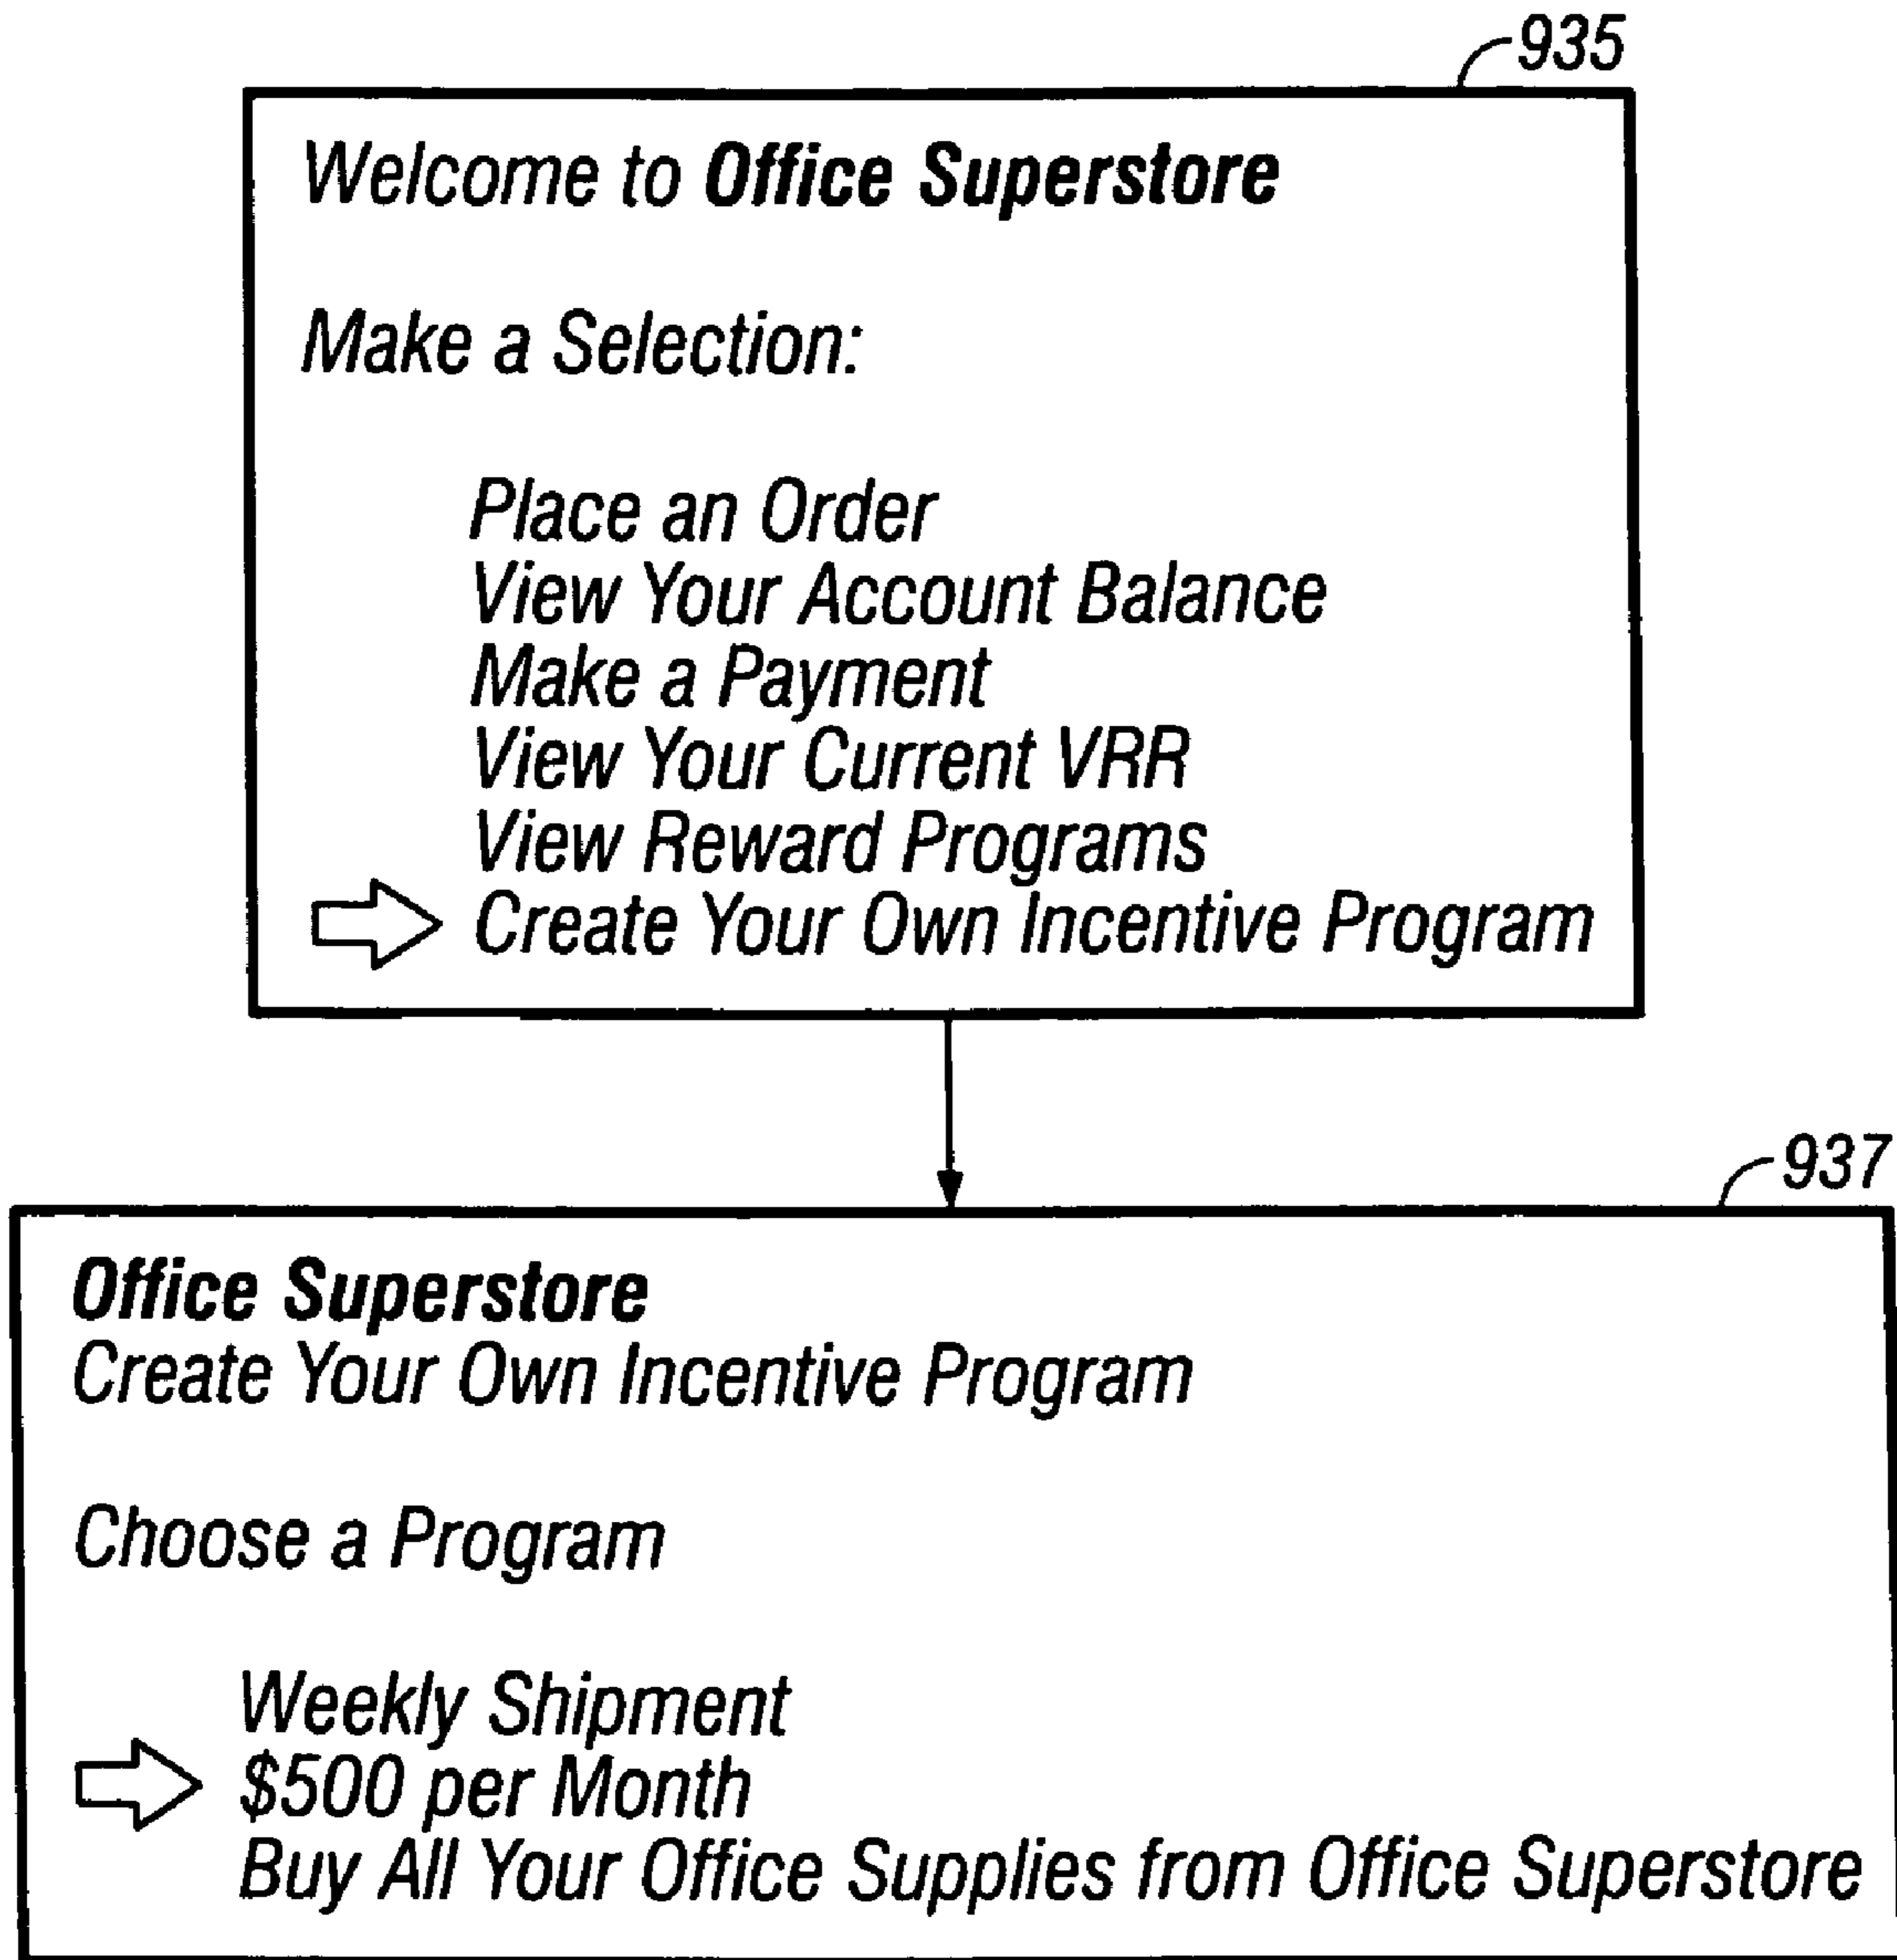 935
Welcome to Office Superstore
Make a Selection:
Place an Order
View Your Account Balance
Make a Payment
View Your Current VRR
View Reward Programs
Create Your Own Incentive Program
937
Office Superstore
Create Your Own Incentive Program
Choose a Program
Weekly Shipment
$500 per Month
Buy All Your Office Supplies from Office Superstore